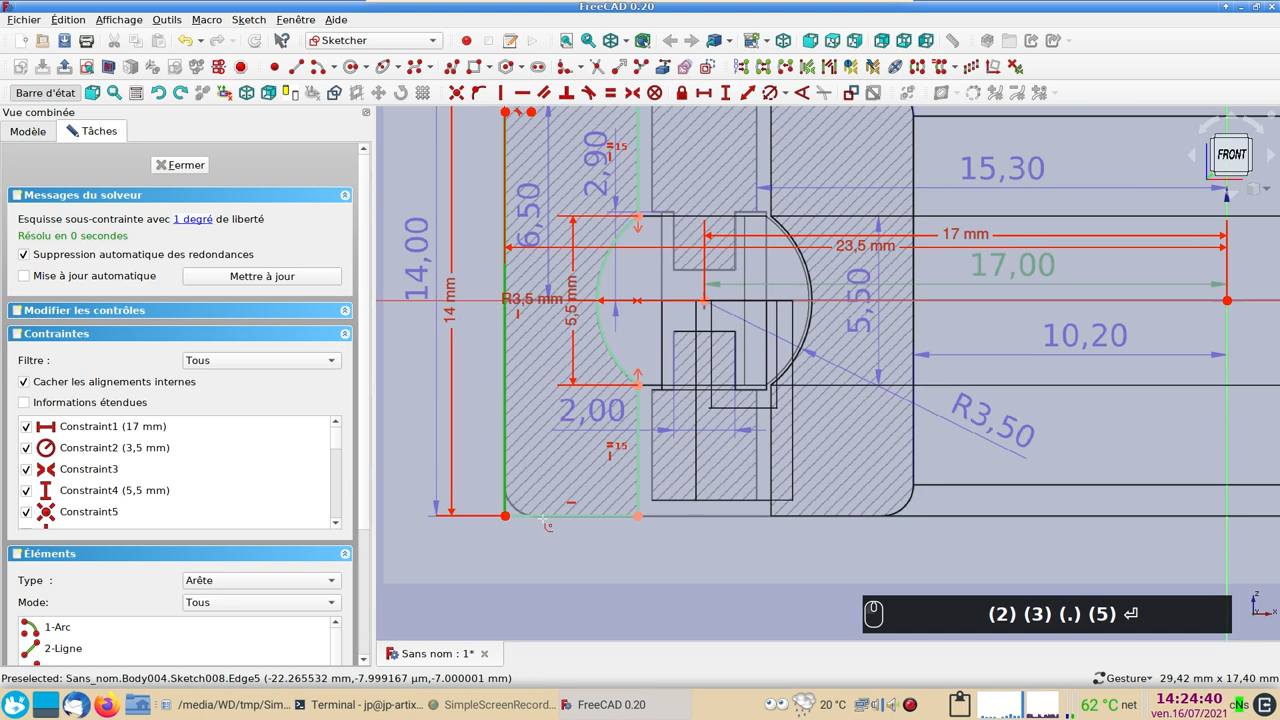 FreeCAD 0.20
Fichier Édition Affichage Outils Macro Sketch Fenêtre Aide
Sketcher
Barre d'état
Vue combinée
Modèle Tâches
Fermer
Messages du solveur
Esquisse sous-contrainte avec 1 degré de liberté
Résolu en 0 secondes
Suppression automatique des redondances
Mise à jour automatique Mettre à jour
Modifier les contrôles
Contraintes
Filtre : Tous
Cacher les alignements internes
Informations étendues
Constraint1 (17 mm)
Constraint2 (3,5 mm)
Constraint3
Constraint4 (5,5 mm)
Constraint5
Éléments
Type : Arête
Mode: Tous
1-Arc
2-Ligne
15
2,90
6,50
14,00
14 mm
15,30
FRONT
17 mm
23,5 mm
17,00
R3,5 mm
5,5 mm
5,50
10,20
2,00
R3,50
15
(2) (3) (.) (5) ⏎
z
x
Sans nom : 1*
Preselected: Sans_nom.Body004.Sketch008.Edge5 (-22.265532 mm,-7.999167 µm,-7.000001 mm)
Gesture
29,42 mm x 17,40 mm
/media/WD/tmp/Sim...
Terminal - jp@jp-artix...
SimpleScreenRecord...
FreeCAD 0.20
20 °C
62 °C net
14:24:40
ven.16/07/2021